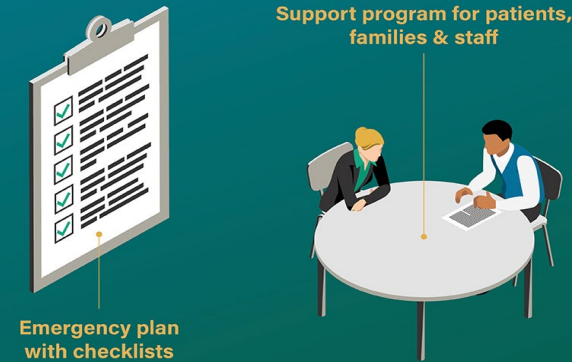 Support program for patients,
families & staff
Emergency plan
with checklists